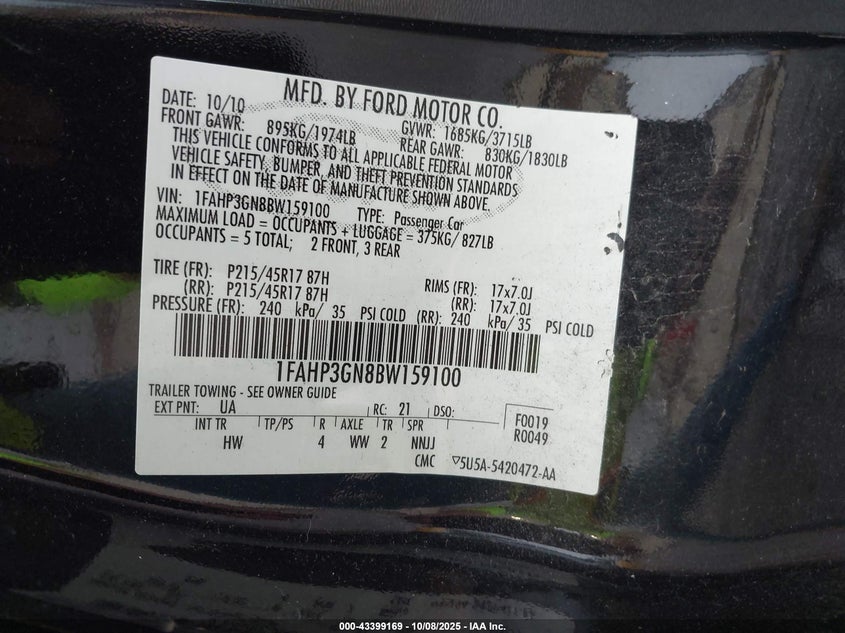 MFD. BY FORD MOTOR CO.
DATE: 10/10 GVWR: 1685KG/3715LB
FRONT GAWR: 895KG/1974LB REAR GAWR: 830KG/1830LB
THIS VEHICLE CONFORMS TO ALL APPLICABLE FEDERAL MOTOR
VEHICLE SAFETY, BUMPER, AND THEFT PREVENTION STANDARDS
IN EFFECT ON THE DATE OF MANUFACTURE SHOWN ABOVE.
VIN: 1FAHP3GN8BW159100 TYPE: Passenger Car
MAXIMUM LOAD = OCCUPANTS + LUGGAGE = 375KG/ 827LB
OCCUPANTS = 5 TOTAL; 2 FRONT, 3 REAR
TIRE (FR): P215/45R17 87H RIMS (FR): 17x7.0J
(RR): P215/45R17 87H (RR): 17x7.0J
PRESSURE (FR): 240 kPa/ 35 PSI COLD (RR): 240 kPa/ 35 PSI COLD
1FAHP3GN8BW159100
TRAILER TOWING - SEE OWNER GUIDE
EXT PNT: UA RC: 21 DSO: F0019
INT TR TP/PS R AXLE TR SPR R0049
HW 4 WW 2 NNJJ
CMC ▽5U5A-5420472-AA
000-43399169 - 10/08/2025 - IAA Inc.